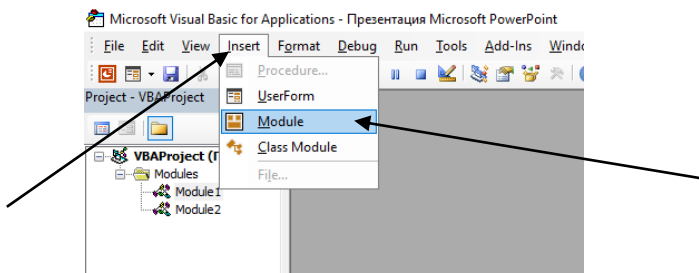 Microsoft Visual Basic for Applications - Презентация Microsoft PowerPoint
File Edit View Insert Format Debug Run Tools Add-Ins
Procedure...
Project - VBAProject
UserForm
Module
Class Module
VBAProject
Modules
File...
Module1
Module2